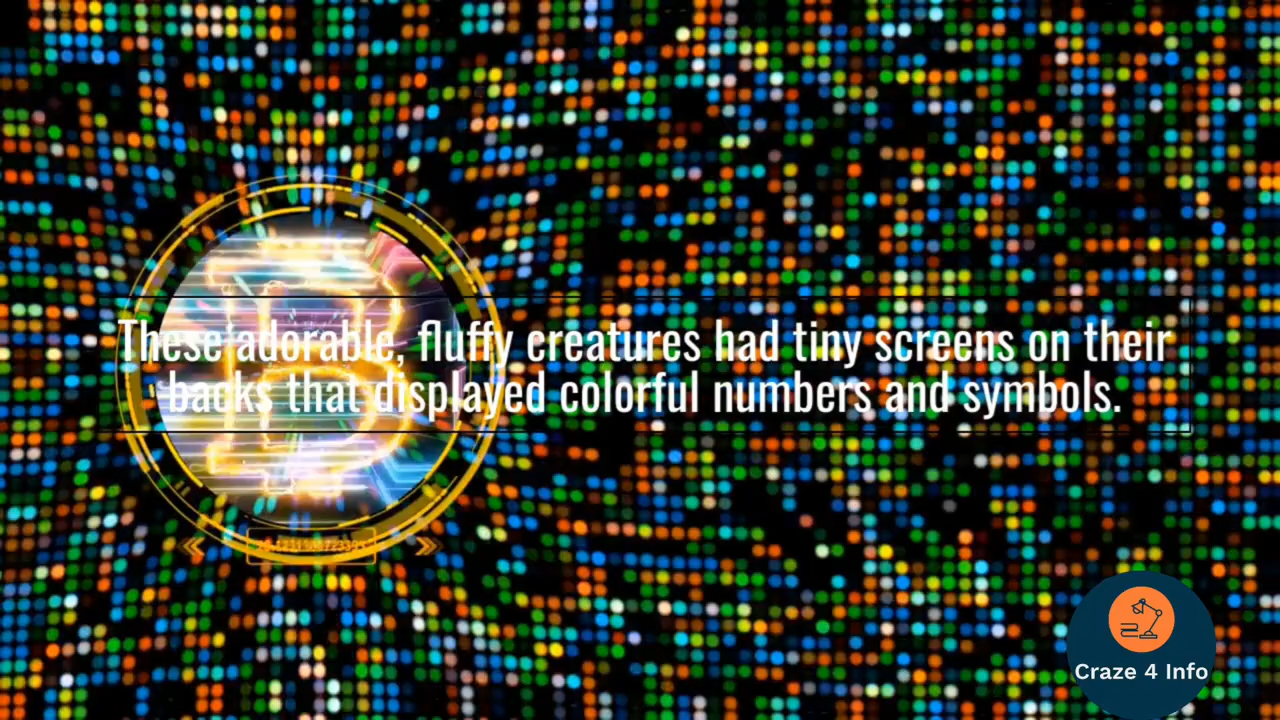 These adorable, fluffy creatures had tiny screens on their
backs that displayed colorful numbers and symbols.
Craze 4 Info